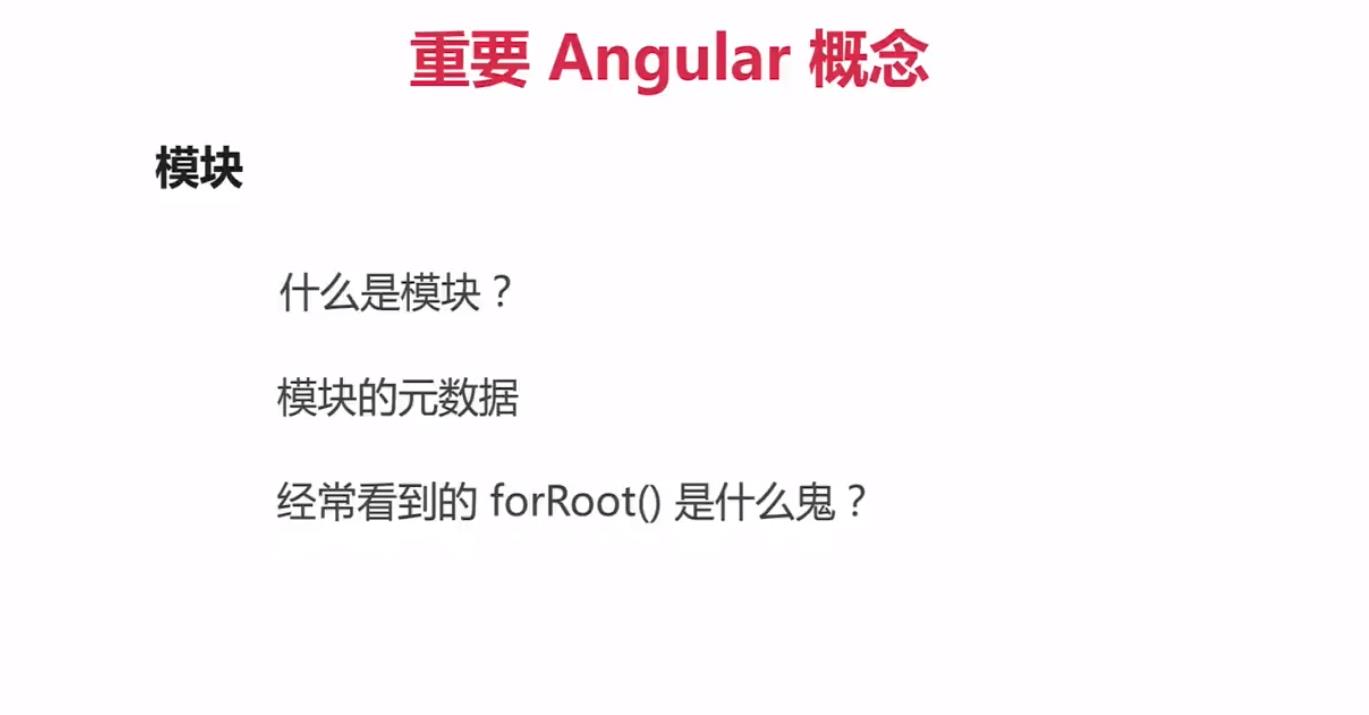 重要 Angular 概念
模块
什么是模块？
模块的元数据
经常看到的 forRoot() 是什么鬼？